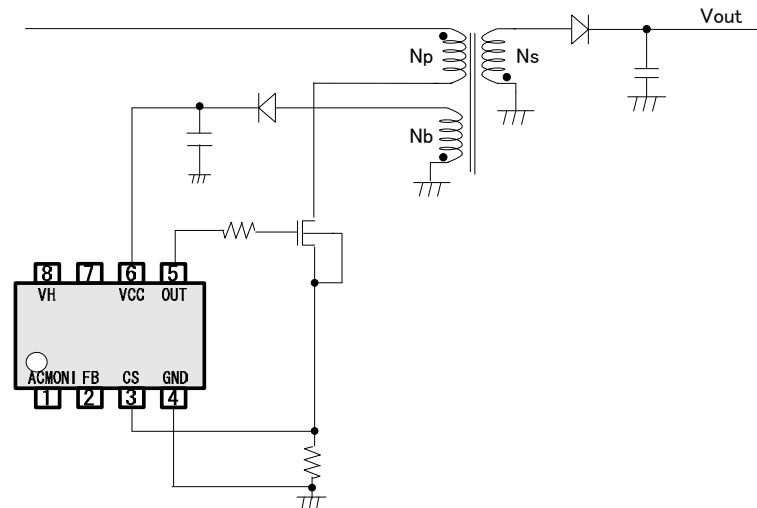 Vout
Np
Ns
Nb
8 7 6 5
VH VCC OUT
ACMONI FB CS GND
1 2 3 4